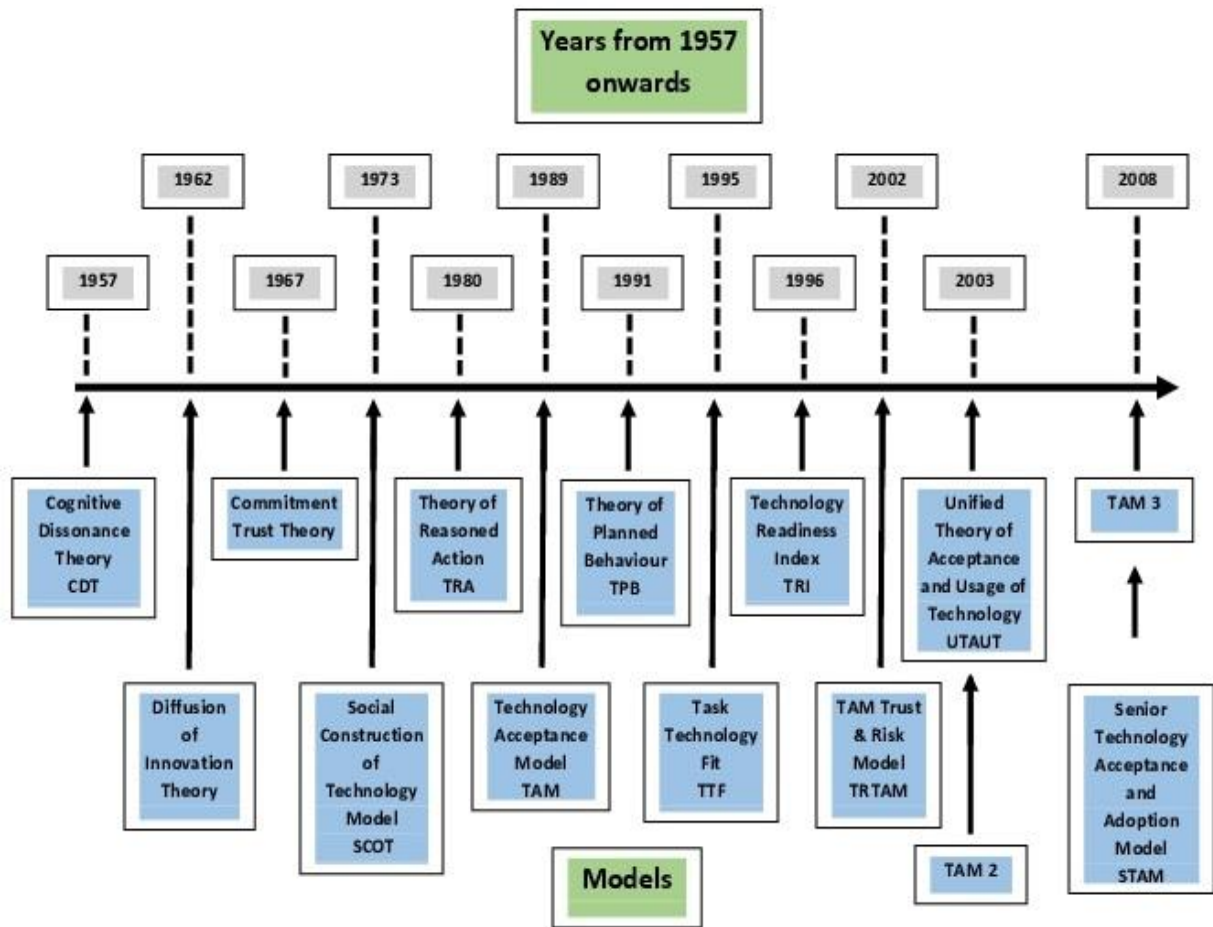 Years from 1957
onwards
1962
1973
1989
1995
2002
2008
1957
1967
1980
1991
1996
2003
Cognitive
Dissonance
Theory
CDT
Commitment
Trust Theory
Theory of
Reasoned
Action
TRA
Theory of
Planned
Behaviour
TPB
Technology
Readiness
Index
TRI
Unified
Theory of
Acceptance
and Usage of
Technology
UTAUT
TAM 3
Diffusion
of
Innovation
Theory
Social
Construction
of
Technology
Model
SCOT
Technology
Acceptance
Model
TAM
Task
Technology
Fit
TTF
TAM Trust
& Risk
Model
TRTAM
Senior
Technology
Acceptance
and
Adoption
Model
STAM
TAM 2
Models